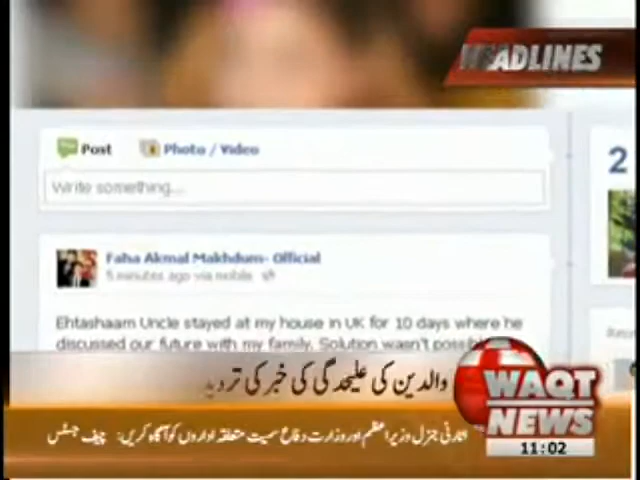 HEADLINES
Post
Photo / Video
Write something...
2
Faha Akmal Makhdum- Official
5 minutes ago via mobile
Ehtashaam Uncle stayed at my house in UK for 10 days where he
discussed our future with my family. Solution wasn't possib
والدین کی علیحدگی کی خبر کی تردید
WAQT
NEWS
اٹارنی جنرل وزیراعظم اور وزارت دفاع سمیت متعلقہ اداروں کو آگاہ کریں: چیف جسٹس
11:02